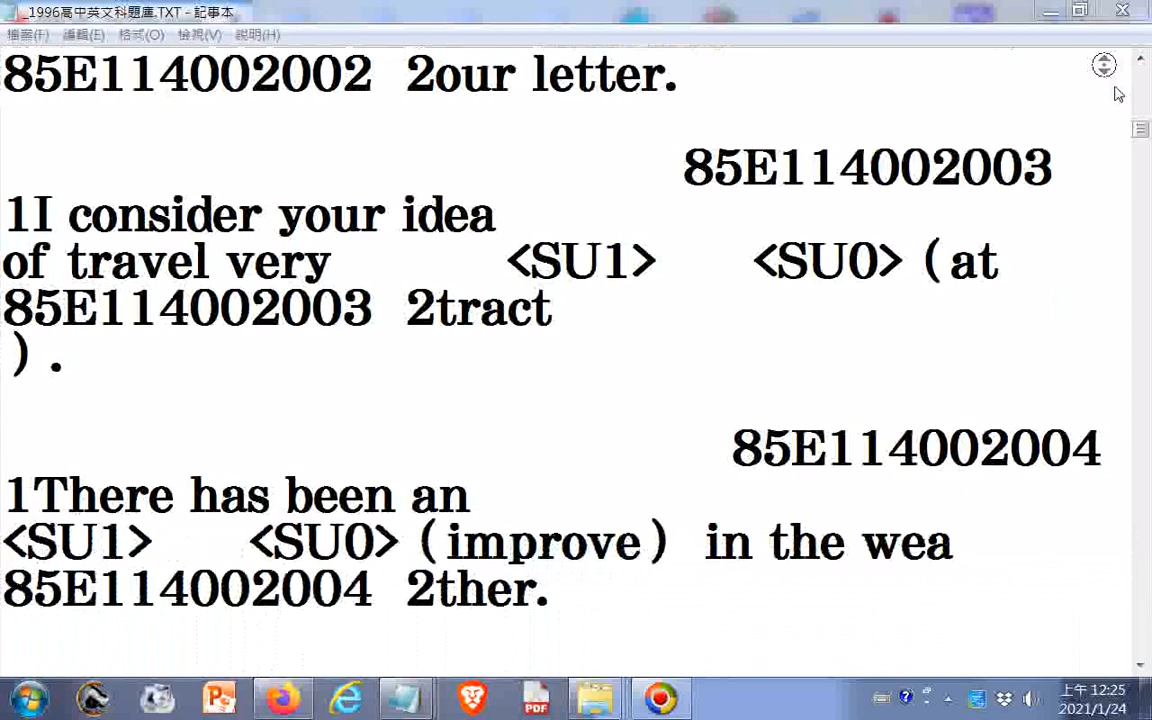 _1996高中英文科題庫.TXT - 記事本
檔案(F) 編輯(E) 格式(O) 檢視(V) 說明(H)
85E114002002 2our letter.
85E114002003
1I consider your idea
of travel very <SU1> <SU0>(at
85E114002003 2tract
).
85E114002004
1There has been an
<SU1> <SU0>(improve) in the wea
85E114002004 2ther.
PDF
上午 12:25
2021/1/24